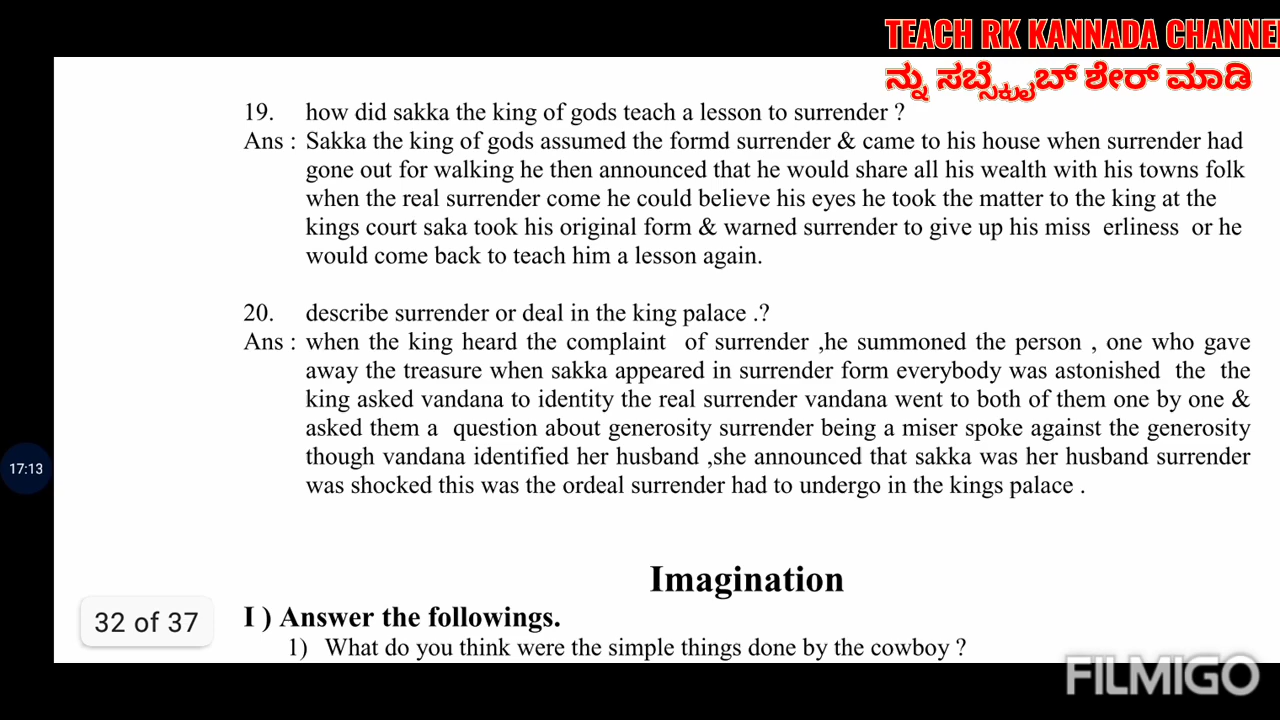 TEACH RK KANNADA CHANNE
ನ್ನು ಸಬ್ಸ್ಕ್ರೈಬ್ ಶೇರ್ ಮಾಡಿ
19. how did sakka the king of gods teach a lesson to surrender ?
Ans : Sakka the king of gods assumed the formd surrender & came to his house when surrender had
gone out for walking he then announced that he would share all his wealth with his towns folk
when the real surrender come he could believe his eyes he took the matter to the king at the
kings court saka took his original form & warned surrender to give up his miss erliness or he
would come back to teach him a lesson again.
20. describe surrender or deal in the king palace .?
Ans : when the king heard the complaint of surrender ,he summoned the person , one who gave
away the treasure when sakka appeared in surrender form everybody was astonished the the
king asked vandana to identity the real surrender vandana went to both of them one by one &
asked them a question about generosity surrender being a miser spoke against the generosity
though vandana identified her husband ,she announced that sakka was her husband surrender
was shocked this was the ordeal surrender had to undergo in the kings palace .
17:13
Imagination
32 of 37
I ) Answer the followings.
1) What do you think were the simple things done by the cowboy ?
FILMIGO